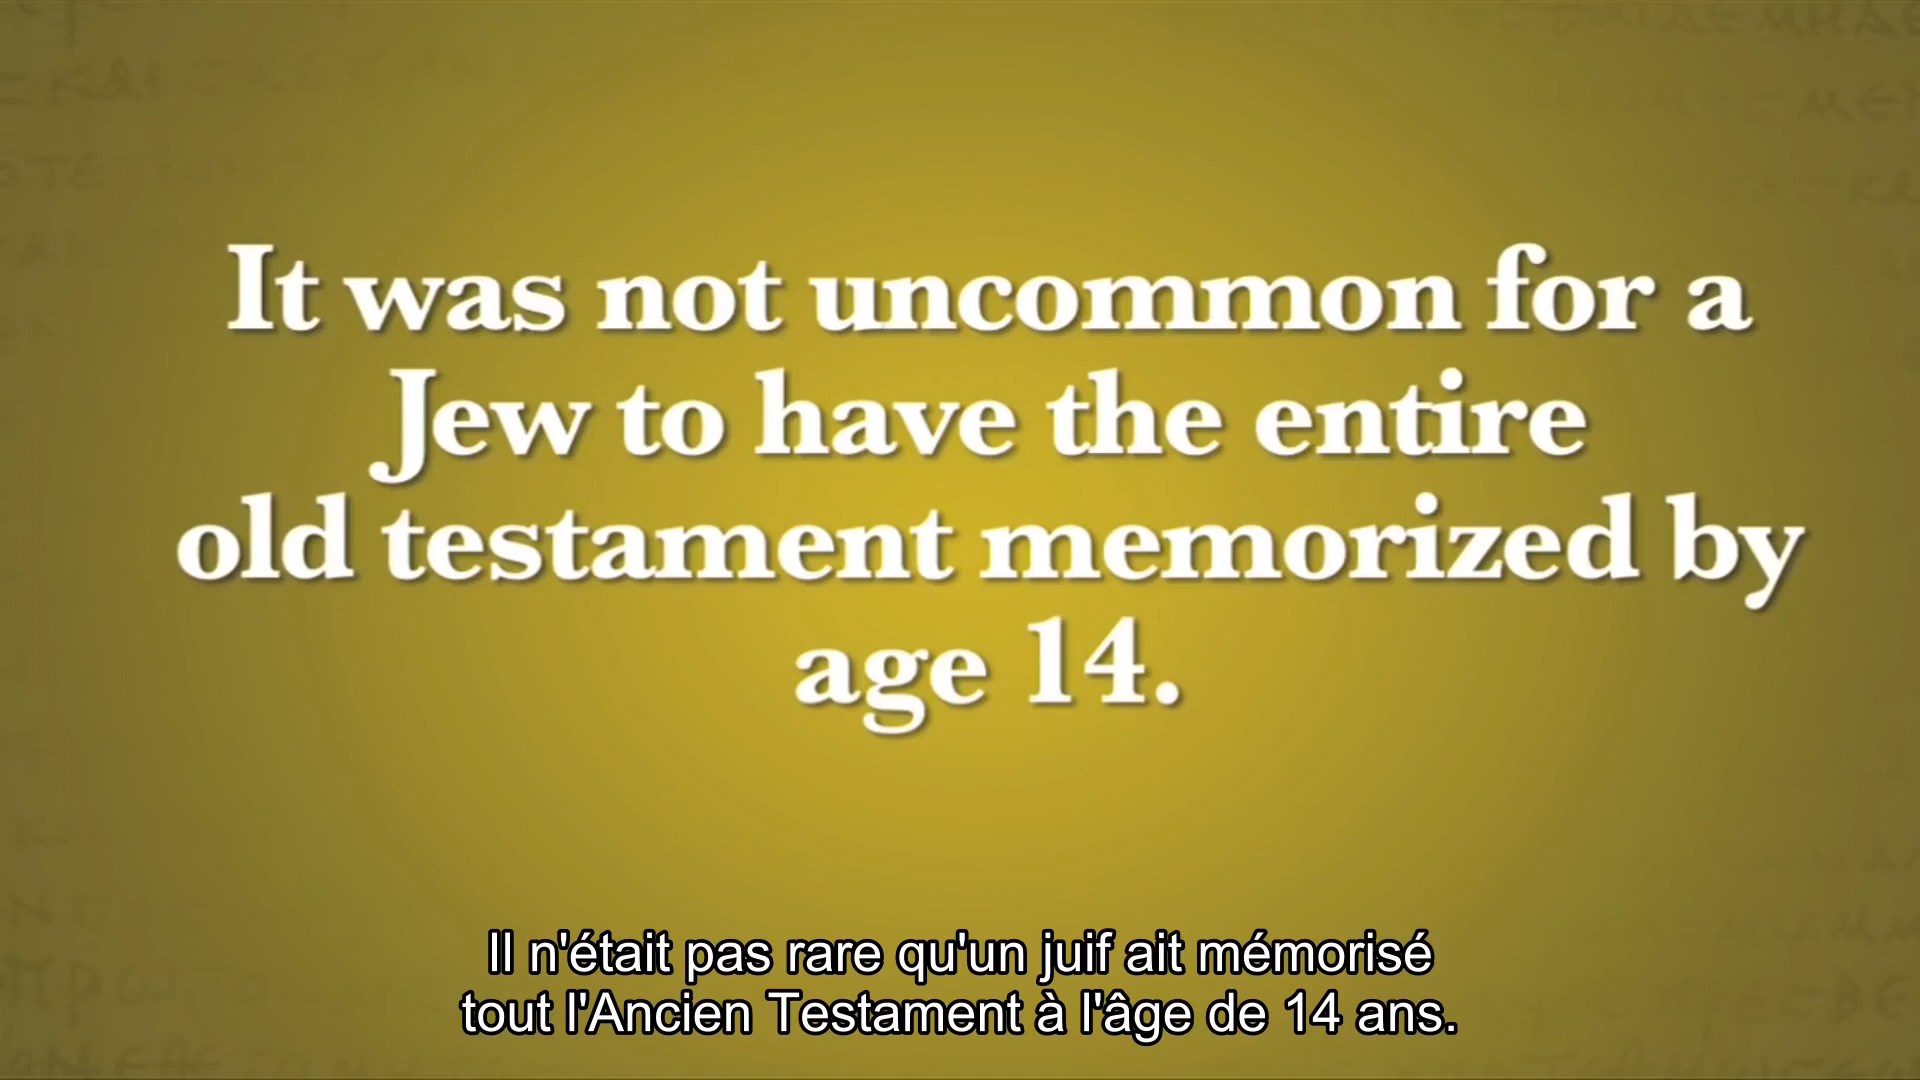 It was not uncommon for a
Jew to have the entire
old testament memorized by
age 14.
Il n'était pas rare qu'un juif ait mémorisé
tout l'Ancien Testament à l'âge de 14 ans.